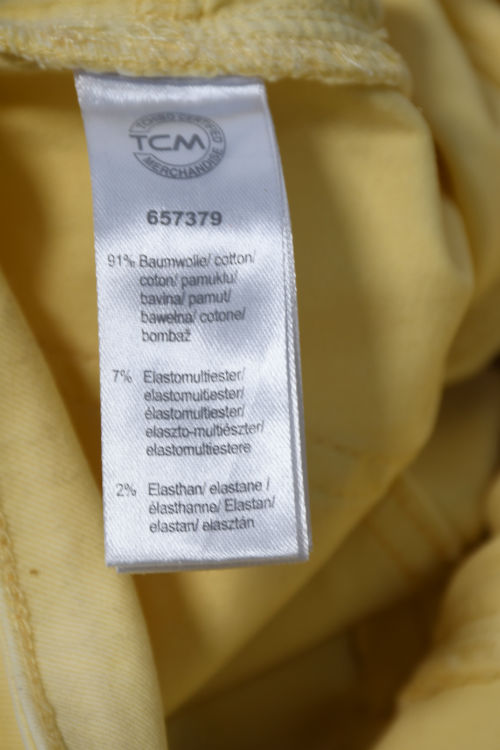 TCHIBO CERTIFIED
TCM
MERCHANDISE
657379
91% Baumwolle/ cotton/
coton/ pamuklu/
bavlna/ pamut/
bawełna/ cotone/
bombaž
7% Elastomultiester/
elastomultiester/
élastomultiester/
elaszto-multiészter/
elastomultiestere
2% Elasthan/ elastane /
élasthanne/ Elastan/
elastan/ elasztán